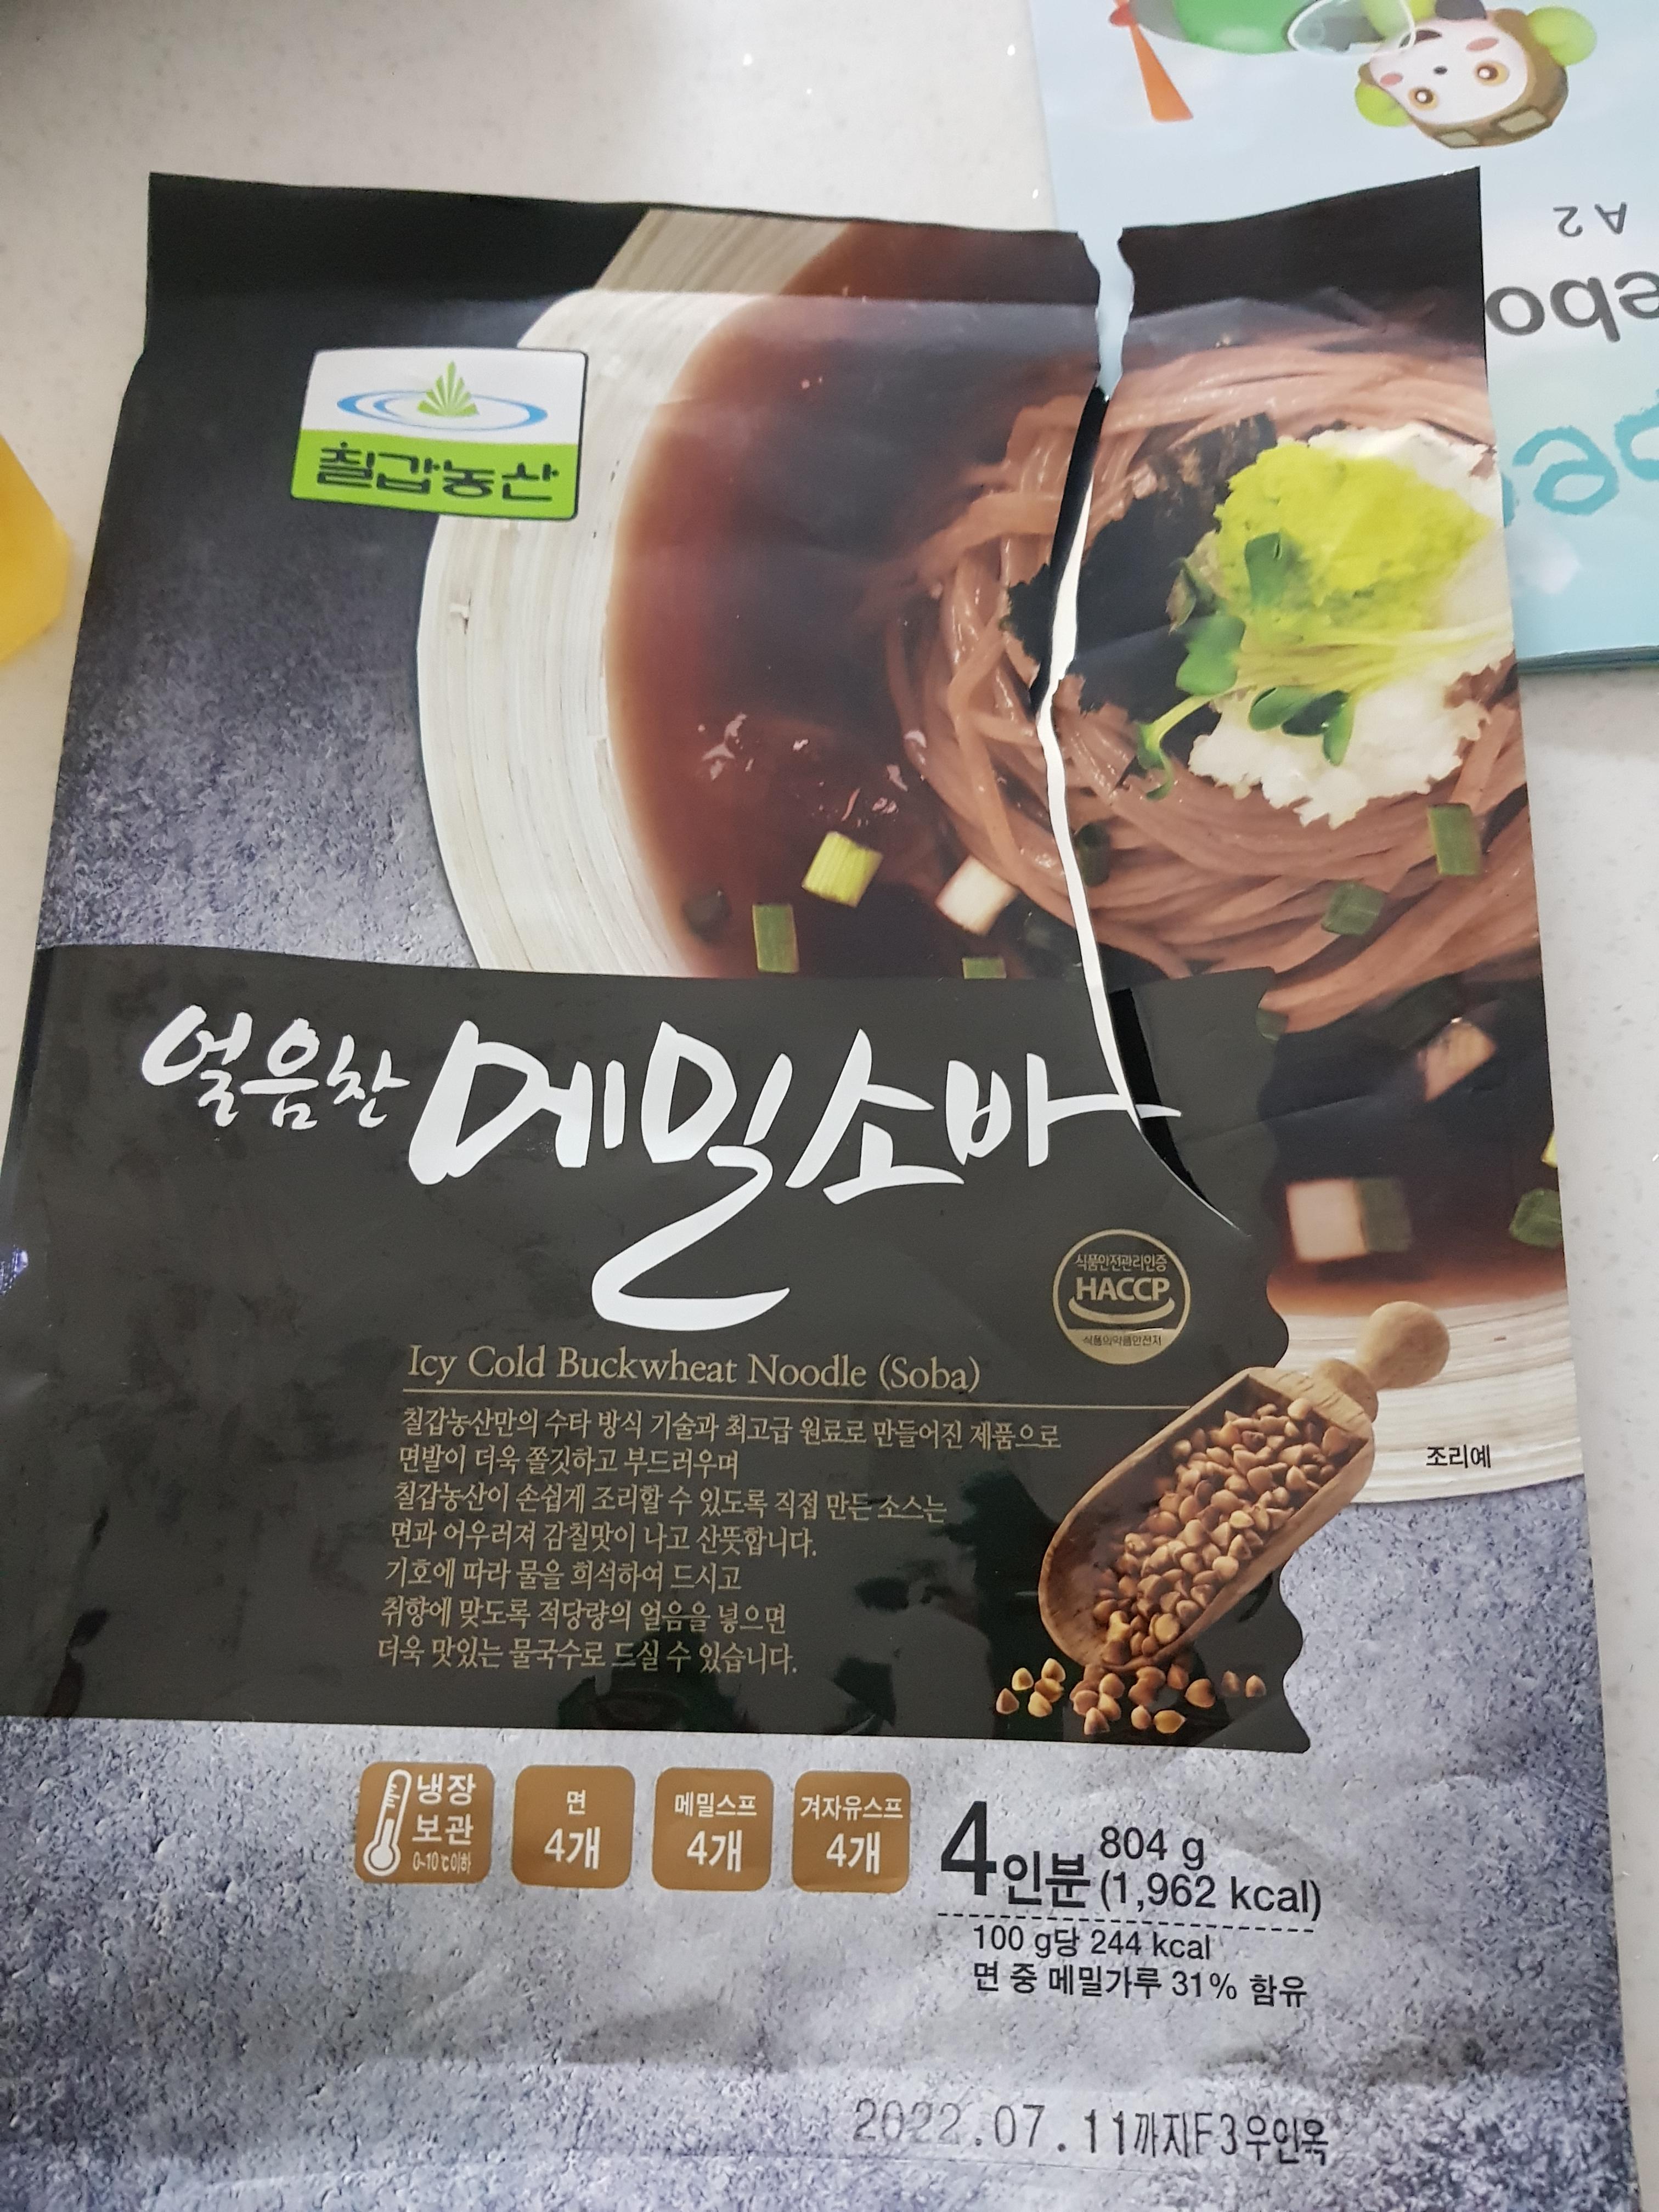 A2
칠갑농산
얼음찬 메밀소바
식품안전관리인증
HACCP
식품의약품안전처
Icy Cold Buckwheat Noodle (Soba)
칠갑농산만의 수타 방식 기술과 최고급 원료로 만들어진 제품으로
면발이 더욱 쫄깃하고 부드러우며
칠갑농산이 손쉽게 조리할 수 있도록 직접 만든 소스는
면과 어우러져 감칠맛이 나고 산뜻합니다.
기호에 따라 물을 희석하여 드시고
취향에 맞도록 적당량의 얼음을 넣으면
더욱 맛있는 물국수로 드실 수 있습니다.
조리예
냉장
보관
0~10℃이하
면
4개
메밀스프
4개
겨자유스프
4개
4인분 804 g
(1,962 kcal)
100 g당 244 kcal
면 중 메밀가루 31% 함유
2022.07.11까지F3우인옥